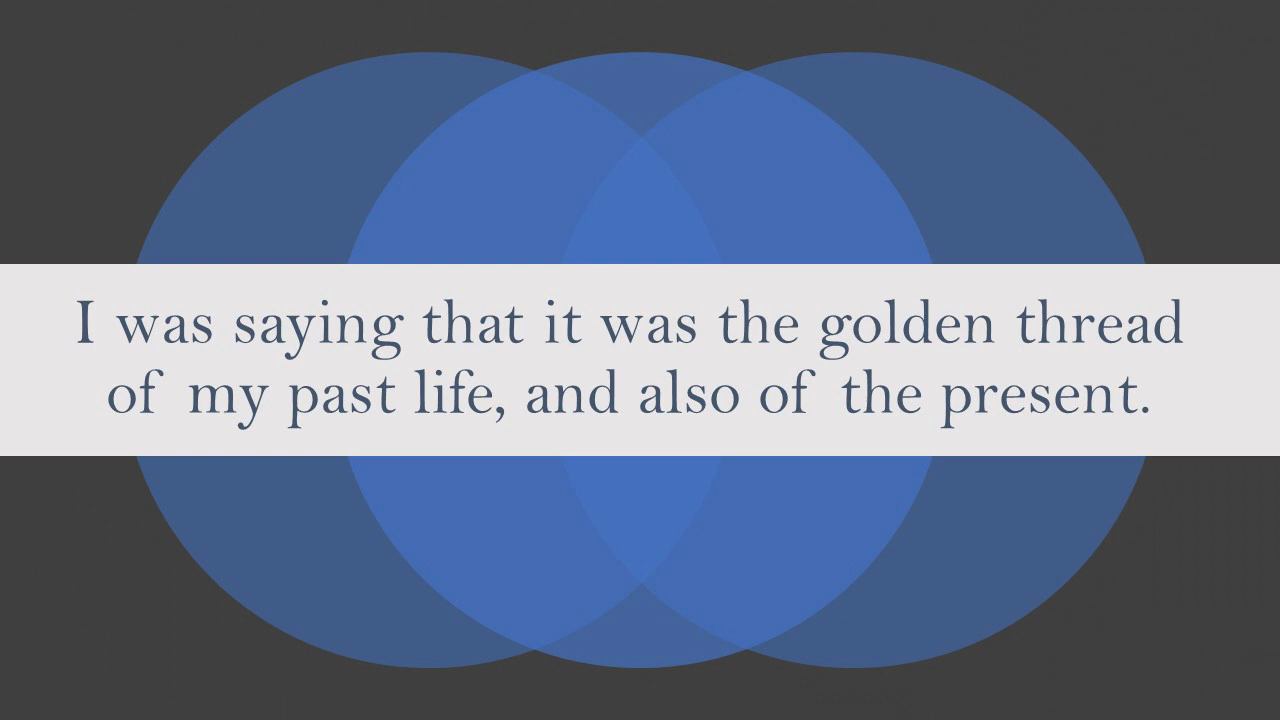 I was saying that it was the golden thread
of my past life, and also of the present.